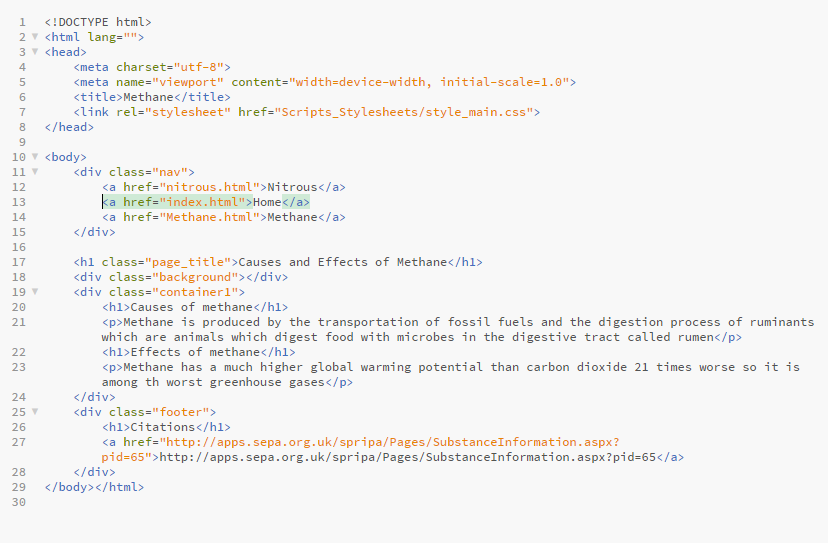 1 <!DOCTYPE html>
2 <html lang="">
3 <head>
4     <meta charset="utf-8">
5     <meta name="viewport" content="width=device-width, initial-scale=1.0">
6     <title>Methane</title>
7     <link rel="stylesheet" href="Scripts_Stylesheets/style_main.css">
8 </head>
9
10 <body>
11     <div class="nav">
12         <a href="nitrous.html">Nitrous</a>
13         <a href="index.html">Home</a>
14         <a href="Methane.html">Methane</a>
15     </div>
16
17     <h1 class="page_title">Causes and Effects of Methane</h1>
18     <div class="background"></div>
19     <div class="container1">
20         <h1>Causes of methane</h1>
21         <p>Methane is produced by the transportation of fossil fuels and the digestion process of ruminants
which are animals which digest food with microbes in the digestive tract called rumen</p>
22         <h1>Effects of methane</h1>
23         <p>Methane has a much higher global warming potential than carbon dioxide 21 times worse so it is
among th worst greenhouse gases</p>
24     </div>
25     <div class="footer">
26         <h1>Citations</h1>
27         <a href="http://apps.sepa.org.uk/spripa/Pages/SubstanceInformation.aspx?
pid=65">http://apps.sepa.org.uk/spripa/Pages/SubstanceInformation.aspx?pid=65</a>
28     </div>
29 </body></html>
30